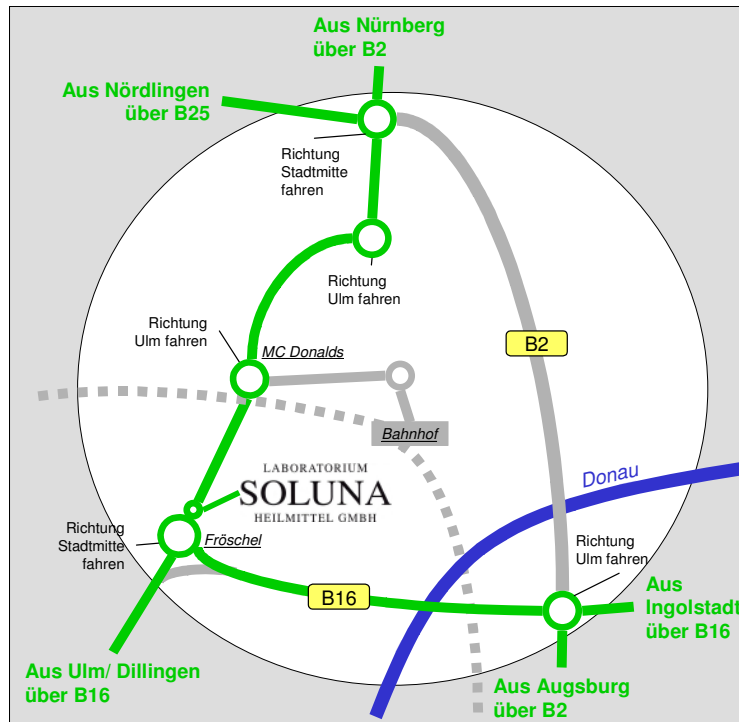 Aus Nürnberg
über B2
Aus Nördlingen
über B25
Richtung
Stadtmitte
fahren
Richtung
Ulm fahren
Richtung
Ulm fahren
MC Donalds
B2
Bahnhof
LABORATORIUM
SOLUNA
HEILMITTEL GMBH
Donau
Richtung
Stadtmitte
fahren
Fröschel
Richtung
Ulm fahren
B16
Aus
Ingolstadt
über B16
Aus Ulm/ Dillingen
über B16
Aus Augsburg
über B2